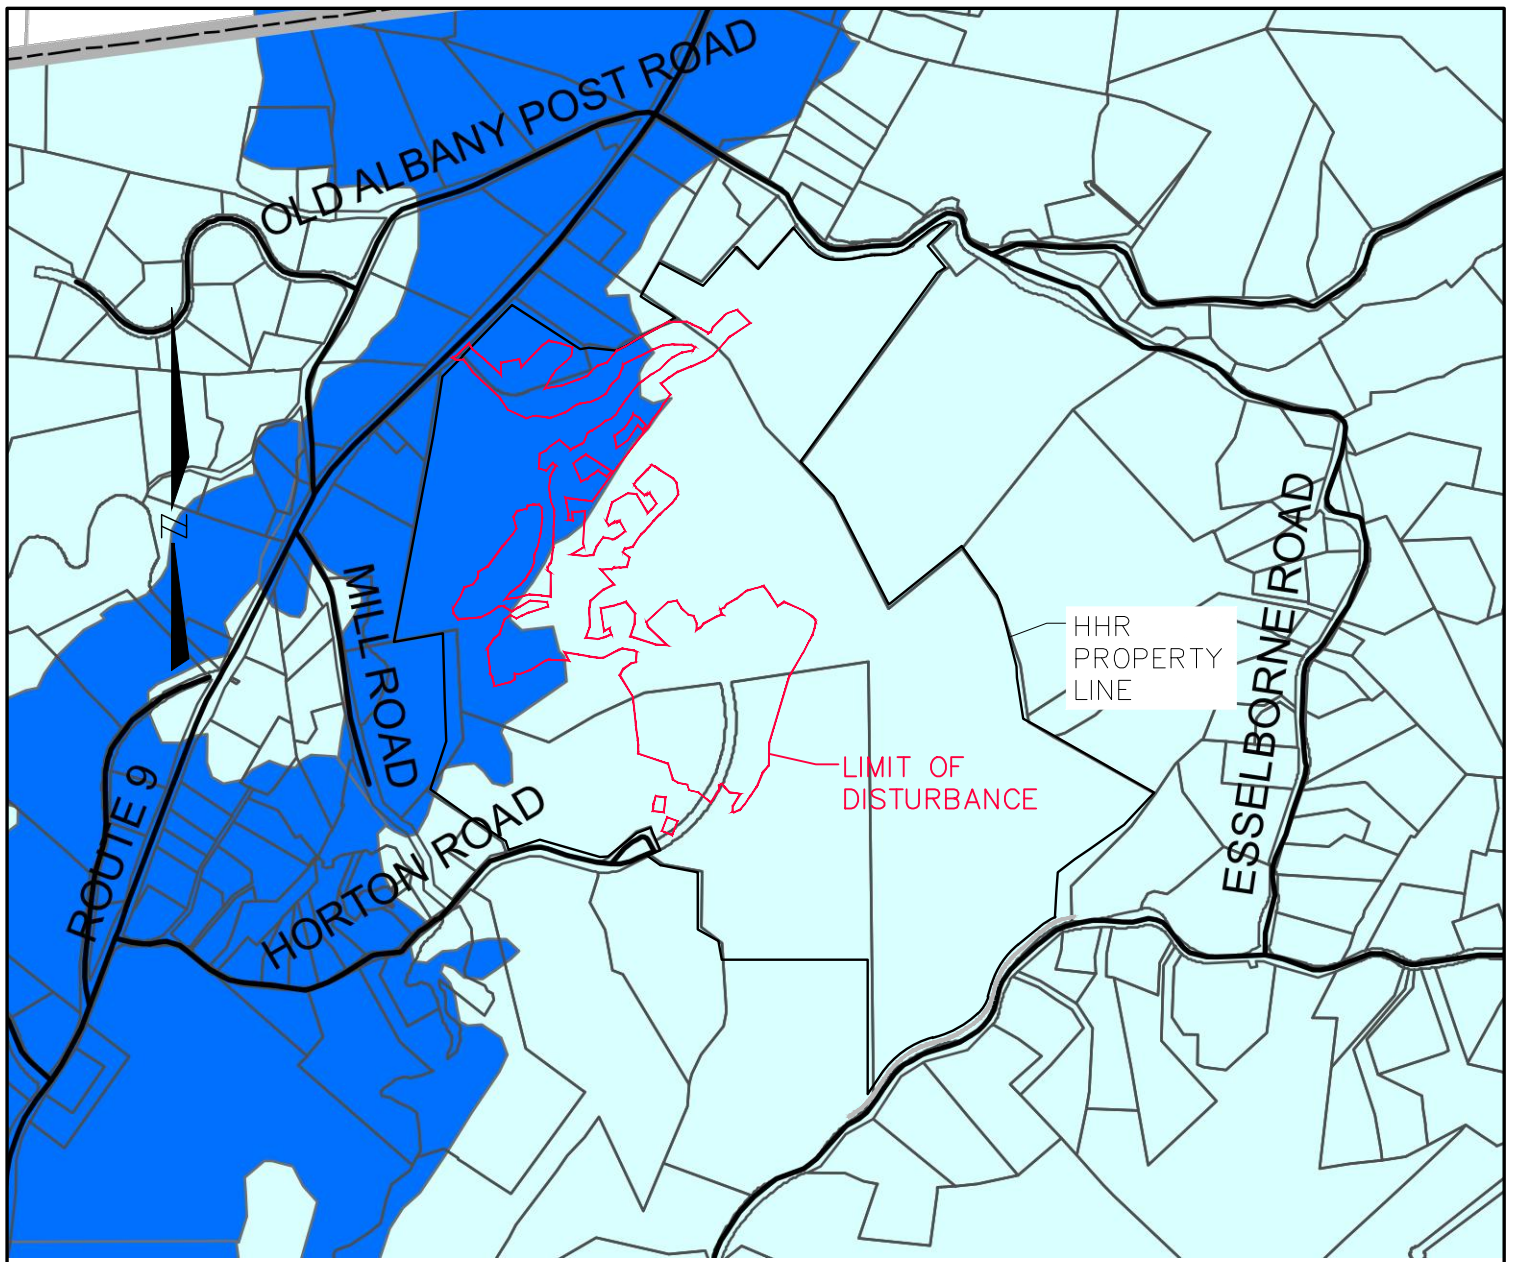 OLD ALBANY POST ROAD
N
MILL ROAD
HHR
PROPERTY
LINE
ESSELBORNE ROAD
LIMIT OF
DISTURBANCE
ROUTE 9
HORTON ROAD